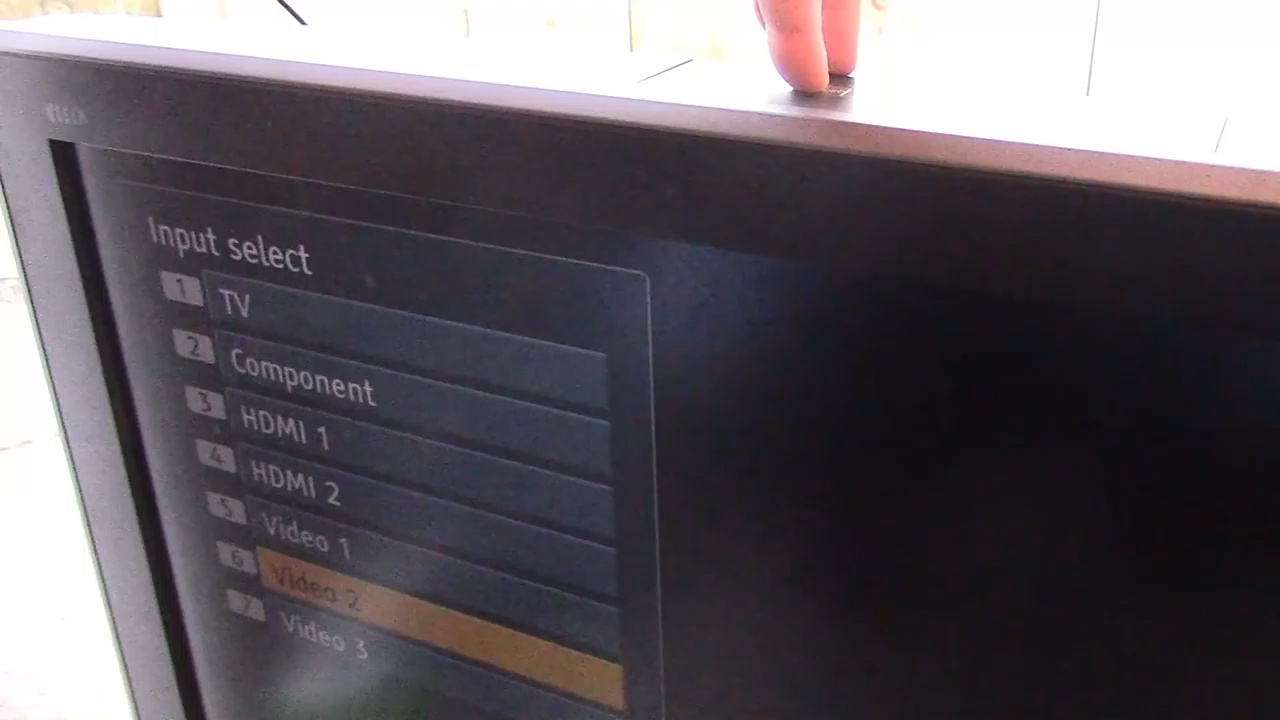 Input select
1 TV
2 Component
3 HDMI 1
4 HDMI 2
5 Video 1
6 Video 2
7 Video 3